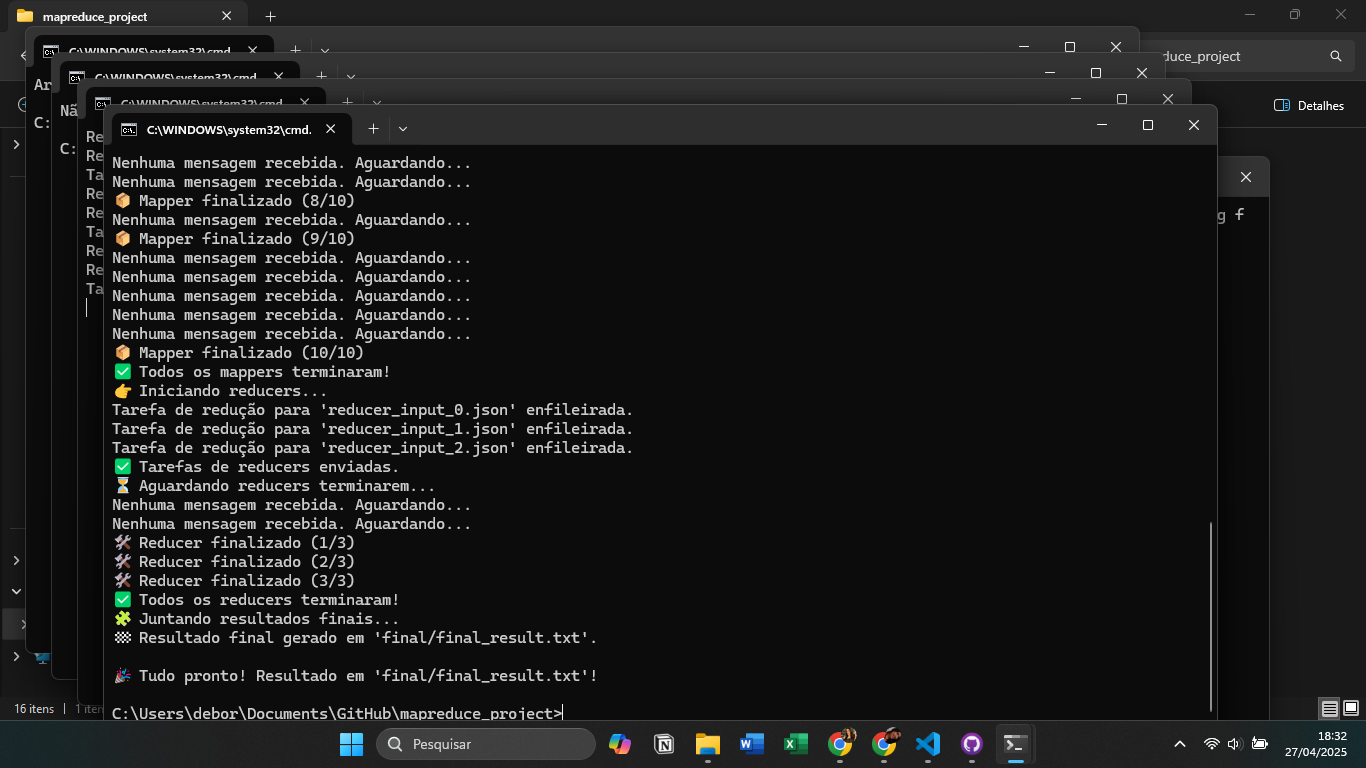 mapreduce_project
C:\WINDOWS\system32\cmd.
C:\WINDOWS\system32\cmd.
C:\WINDOWS\system32\cmd.
duce_project
Detalhes
Ar
C:
Nã
C:
Re
Re
Ta
Re
Re
Ta
Re
Re
Ta
g f
C:\WINDOWS\system32\cmd.
Nenhuma mensagem recebida. Aguardando...
Nenhuma mensagem recebida. Aguardando...
📦 Mapper finalizado (8/10)
Nenhuma mensagem recebida. Aguardando...
📦 Mapper finalizado (9/10)
Nenhuma mensagem recebida. Aguardando...
Nenhuma mensagem recebida. Aguardando...
Nenhuma mensagem recebida. Aguardando...
Nenhuma mensagem recebida. Aguardando...
Nenhuma mensagem recebida. Aguardando...
📦 Mapper finalizado (10/10)
✅ Todos os mappers terminaram!
👉 Iniciando reducers...
Tarefa de redução para 'reducer_input_0.json' enfileirada.
Tarefa de redução para 'reducer_input_1.json' enfileirada.
Tarefa de redução para 'reducer_input_2.json' enfileirada.
✅ Tarefas de reducers enviadas.
⏳ Aguardando reducers terminarem...
Nenhuma mensagem recebida. Aguardando...
Nenhuma mensagem recebida. Aguardando...
🛠 Reducer finalizado (1/3)
🛠 Reducer finalizado (2/3)
🛠 Reducer finalizado (3/3)
✅ Todos os reducers terminaram!
🧩 Juntando resultados finais...
🏁 Resultado final gerado em 'final/final_result.txt'.
🎉 Tudo pronto! Resultado em 'final/final_result.txt'!
C:\Users\debor\Documents\GitHub\mapreduce_project>
16 itens
1 iten
Pesquisar
18:32
27/04/2025